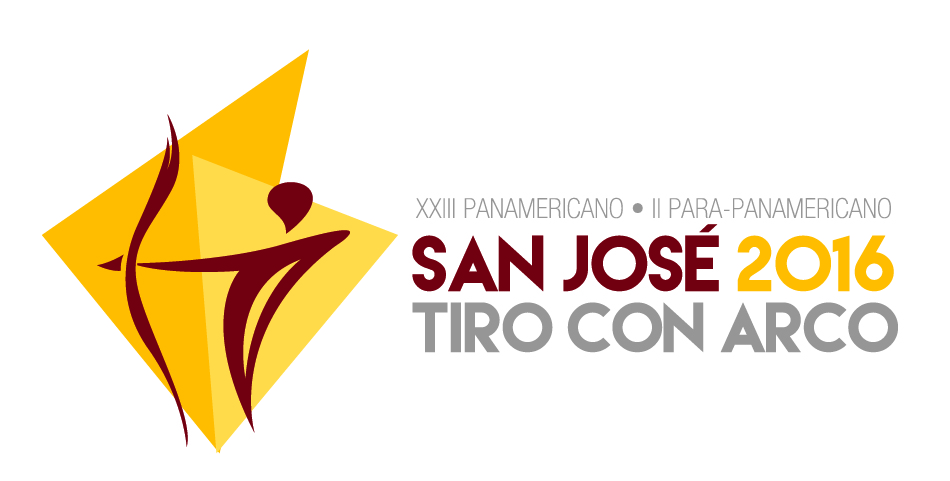 XXIII PANAMERICANO • II PARA-PANAMERICANO
SAN JOSÉ 2016
TIRO CON ARCO